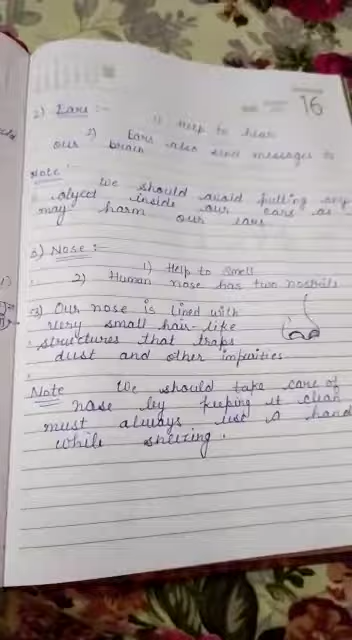 16
2) Ears :-
1) Help to hear
2) Ears also send messages to
our brain
Note :-
We should avoid putting any
object inside our ears as
may harm our ears
3) Nose :-
1) Help to smell
2) Human nose has two nostrils
3) Our nose is lined with
very small hair-like
structures that traps
dust and other impurities
Note We should take care of
nose by keeping it clean
must always use a hand
while sneezing.